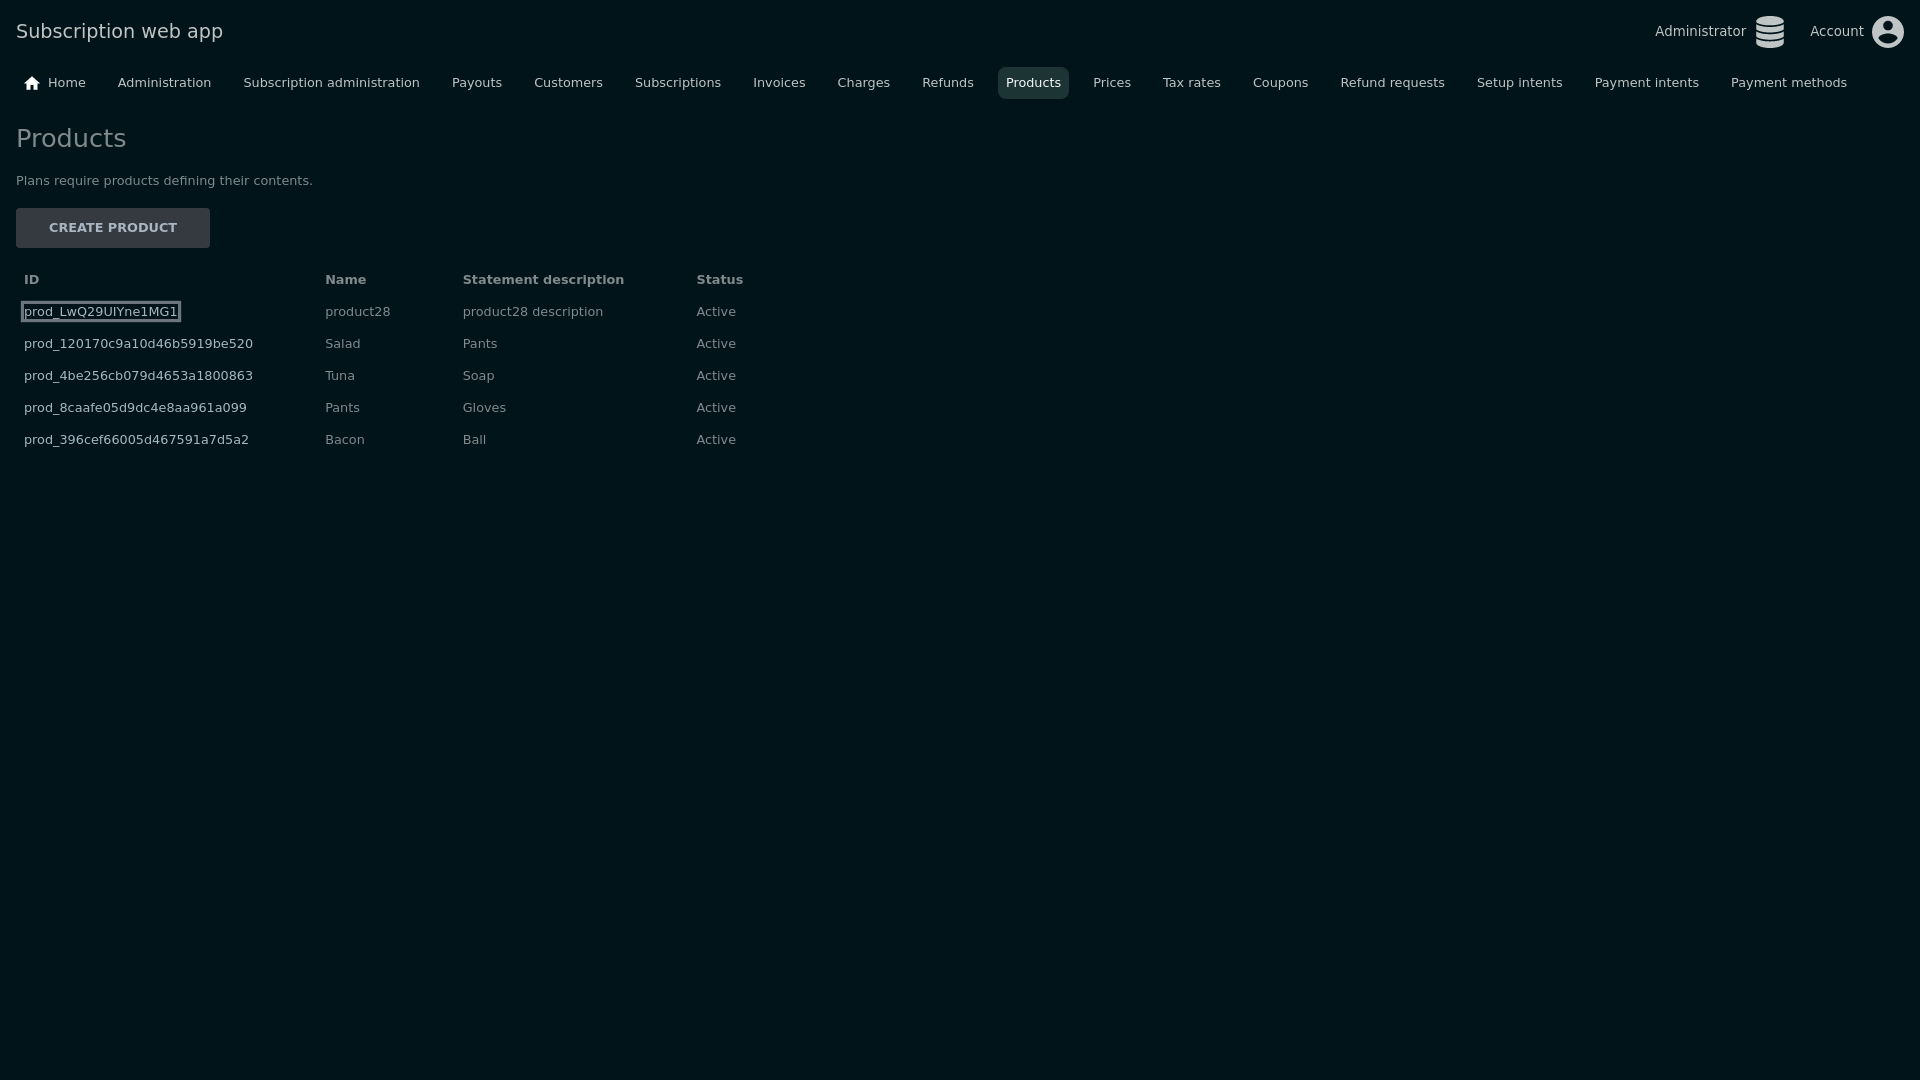 Subscription web app
Administrator
Account
Home Administration Subscription administration Payouts Customers Subscriptions Invoices Charges Refunds Products Prices Tax rates Coupons Refund requests Setup intents Payment intents Payment methods
Products
Plans require products defining their contents.
CREATE PRODUCT
ID Name Statement description Status
prod_LwQ29UIYne1MG1 product28 product28 description Active
prod_120170c9a10d46b5919be520 Salad Pants Active
prod_4be256cb079d4653a1800863 Tuna Soap Active
prod_8caafe05d9dc4e8aa961a099 Pants Gloves Active
prod_396cef66005d467591a7d5a2 Bacon Ball Active